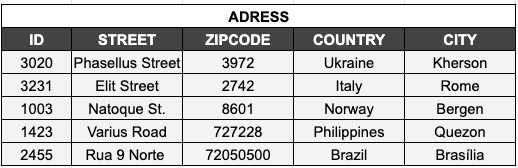 ADRESS
ID STREET ZIPCODE COUNTRY CITY
3020 Phasellus Street 3972 Ukraine Kherson
3231 Elit Street 2742 Italy Rome
1003 Natoque St. 8601 Norway Bergen
1423 Varius Road 727228 Philippines Quezon
2455 Rua 9 Norte 72050500 Brazil Brasília